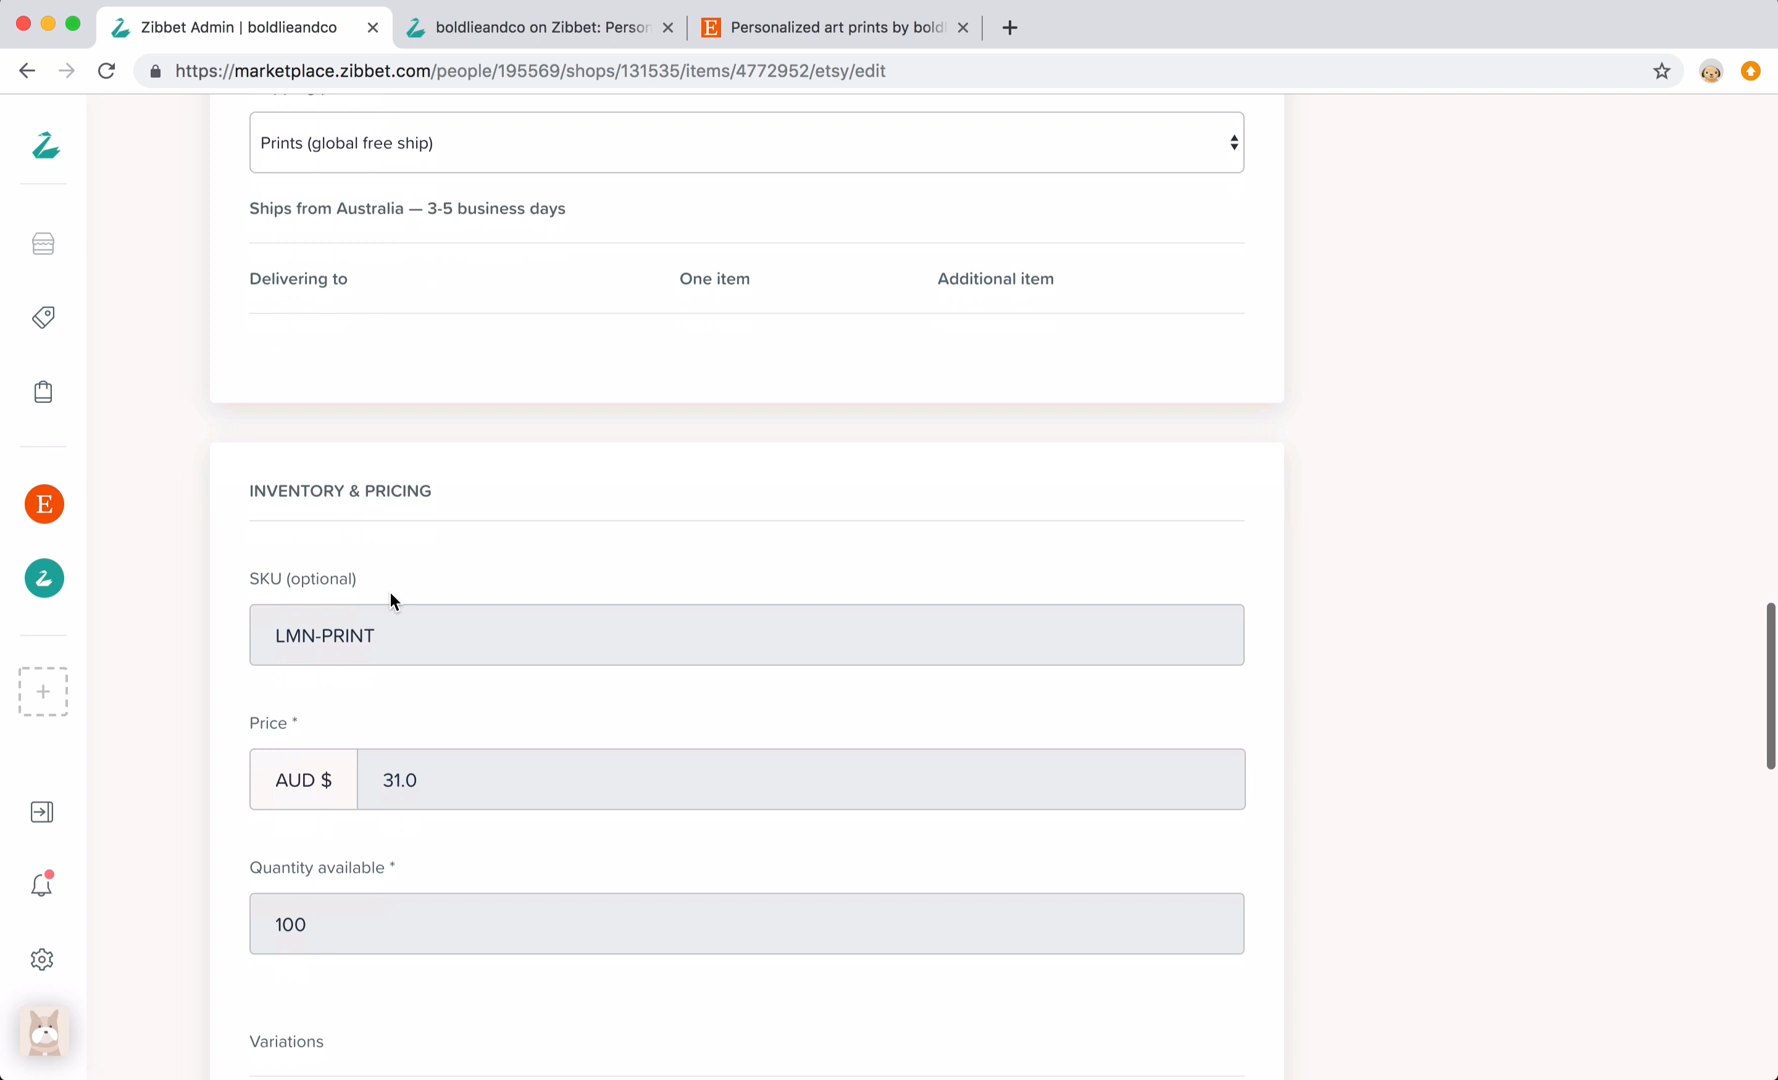 Zibbet Admin | boldlieandco
boldlieandco on Zibbet: Person
Personalized art prints by bold
https://marketplace.zibbet.com/people/195569/shops/131535/items/4772952/etsy/edit
Prints (global free ship)
Ships from Australia — 3-5 business days
Delivering to One item Additional item
INVENTORY & PRICING
SKU (optional)
LMN-PRINT
Price *
AUD $ 31.0
Quantity available *
100
Variations
E
E